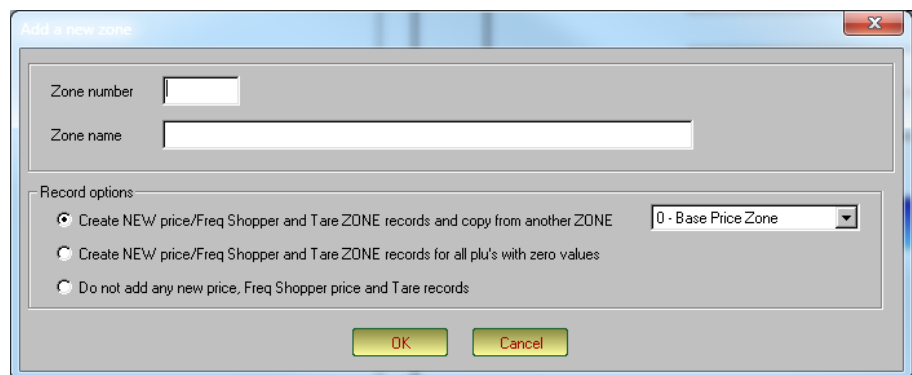 Add a new zone
Zone number
Zone name
Record options
Create NEW price/Freq Shopper and Tare ZONE records and copy from another ZONE
0 - Base Price Zone
Create NEW price/Freq Shopper and Tare ZONE records for all plu's with zero values
Do not add any new price, Freq Shopper price and Tare records
OK
Cancel